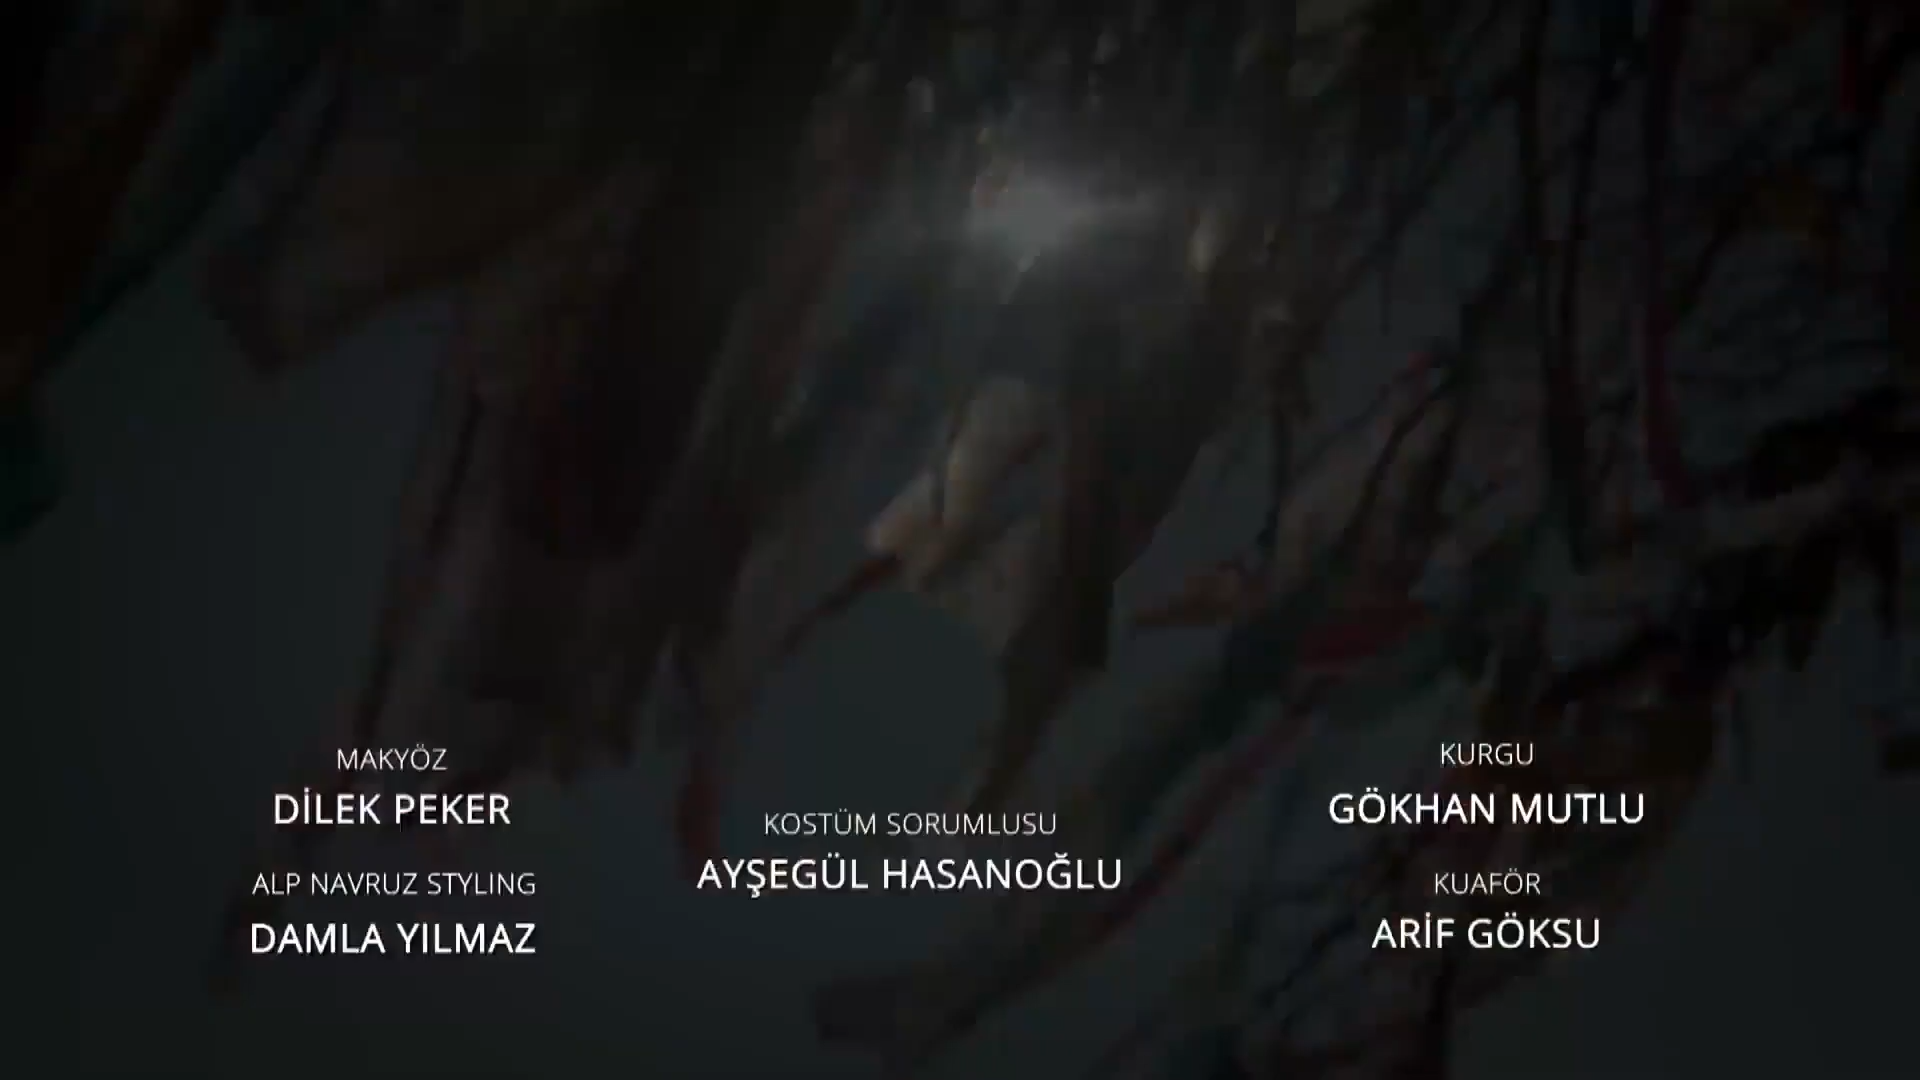 MAKYÖZ
DİLEK PEKER
ALP NAVRUZ STYLING
DAMLA YILMAZ
KOSTÜM SORUMLUSU
AYŞEGÜL HASANOĞLU
KURGU
GÖKHAN MUTLU
KUAFÖR
ARİF GÖKSU